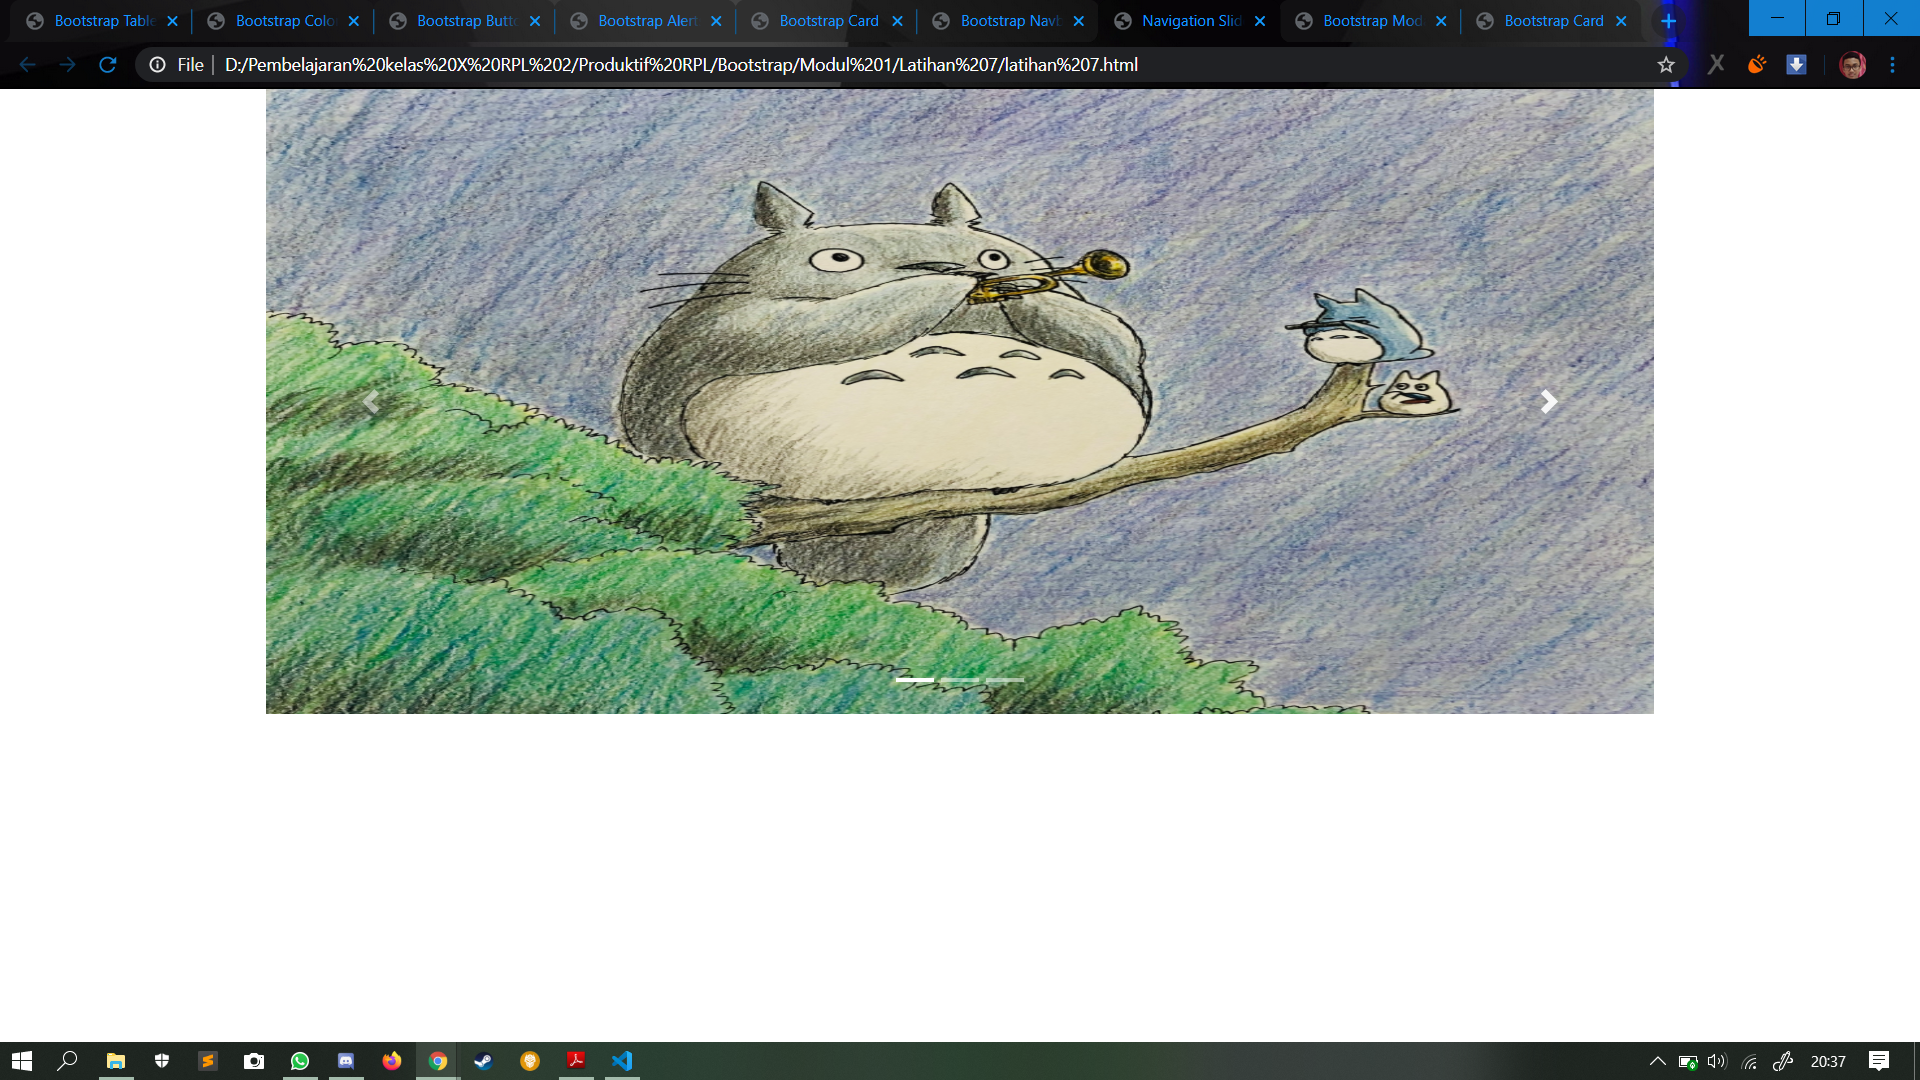 Bootstrap Table
Bootstrap Colo
Bootstrap Butt
Bootstrap Alert
Bootstrap Card
Bootstrap Navb
Navigation Slid
Bootstrap Mod
Bootstrap Card
File
D:/Pembelajaran%20kelas%20X%20RPL%202/Produktif%20RPL/Bootstrap/Modul%201/Latihan%207/latihan%207.html
20:37